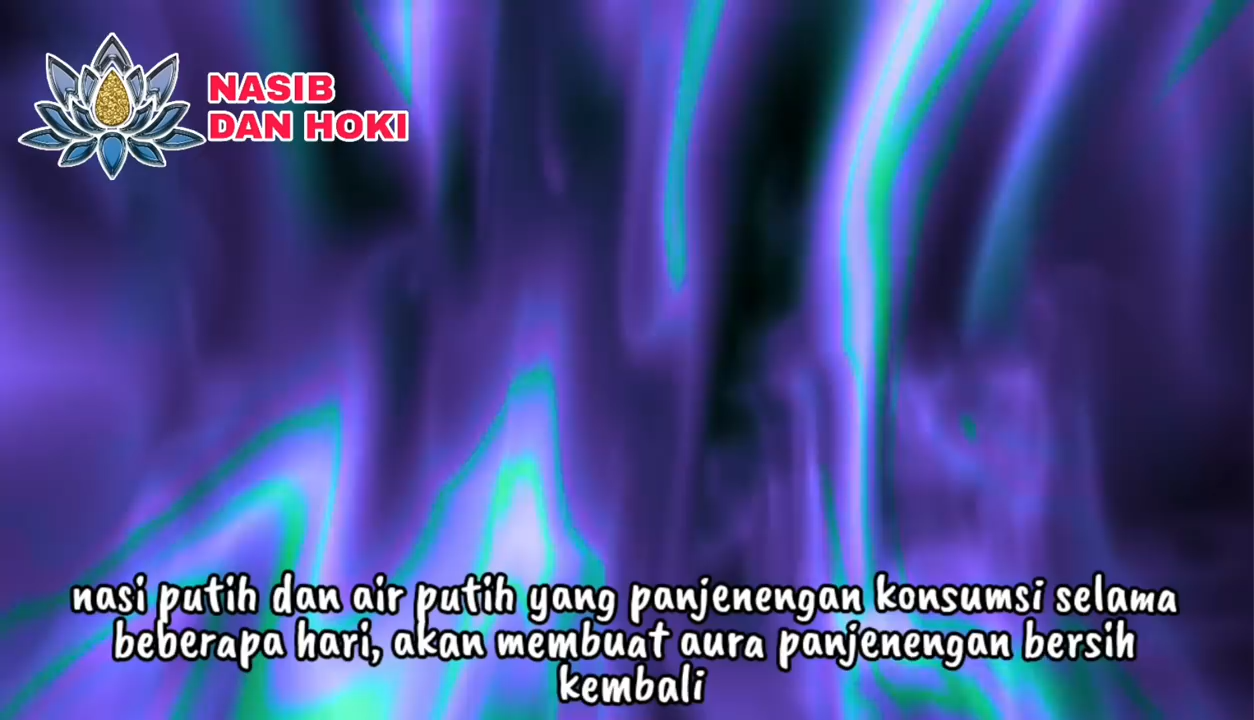 NASIB
DAN HOKI
nasi putih dan air putih yang panjenengan konsumsi selama
beberapa hari, akan membuat aura panjenengan bersih
kembali